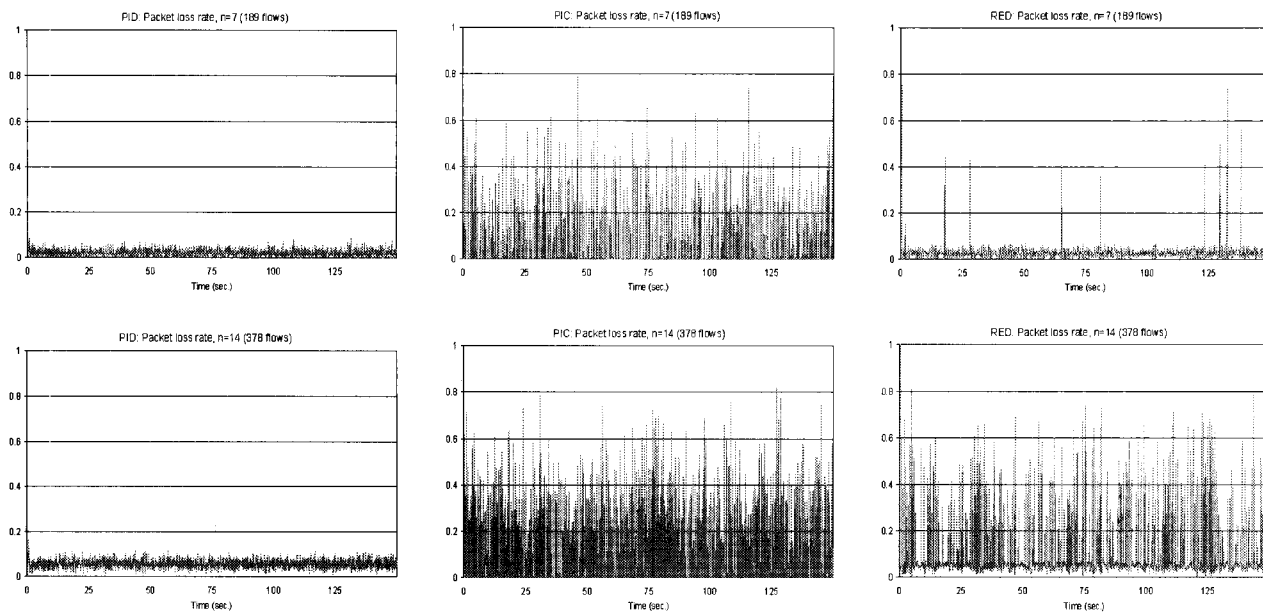 PID: Packet loss rate, n=7 (189 flows)
1
0.8
0.6
0.4
0.2
0
0 25 50 75 100 125
Time (sec.)
PIC: Packet loss rate, n=7 (189 flows)
1
0.8
0.6
0.4
0.2
0
0 25 50 75 100 125
Time (sec.)
RED: Packet loss rate, n=7 (189 flows)
1
0.8
0.6
0.4
0.2
0
0 25 50 75 100 125
Time (sec.)
PID: Packet loss rate, n=14 (378 flows)
1
0.8
0.6
0.4
0.2
0
0 25 50 75 100 125
Time (sec.)
PIC: Packet loss rate, n=14 (378 flows)
1
0.8
0.6
0.4
0.2
0
0 25 50 75 100 125
Time (sec.)
RED: Packet loss rate, n=14 (378 flows)
1
0.8
0.6
0.4
0.2
0
0 25 50 75 100 125
Time (sec.)